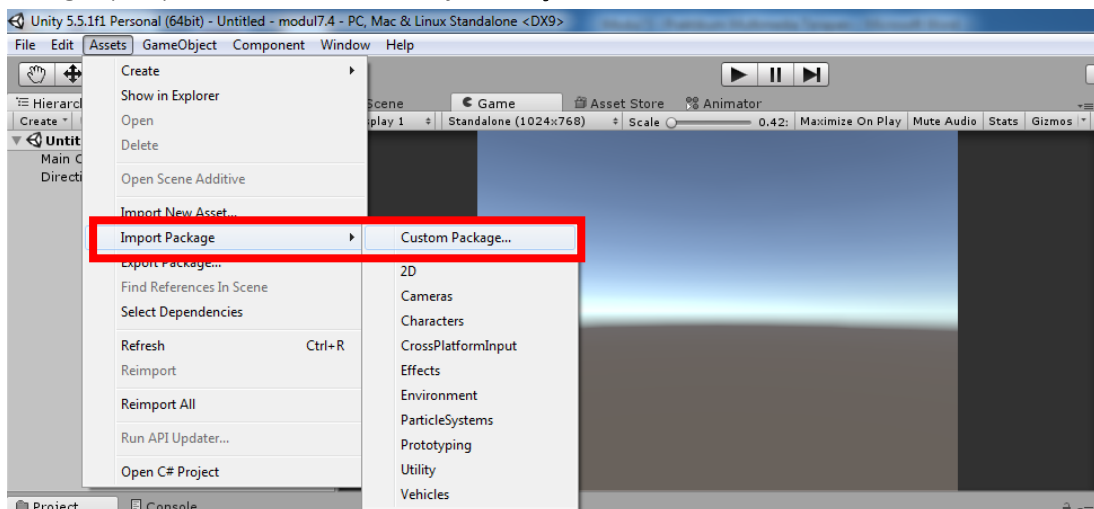 Unity 5.5.1f1 Personal (64bit) - Untitled - modul7.4 - PC, Mac & Linux Standalone <DX9>
File Edit Assets GameObject Component Window Help
Create
Show in Explorer
Open
Delete
Open Scene Additive
Import New Asset...
Import Package
Export Package...
Find References In Scene
Select Dependencies
Refresh Ctrl+R
Reimport
Reimport All
Run API Updater...
Open C# Project
Custom Package...
2D
Cameras
Characters
CrossPlatformInput
Effects
Environment
ParticleSystems
Prototyping
Utility
Vehicles
Hierarcl
Create
Untit
Main C
Directi
Scene Game Asset Store Animator
play 1 Standalone (1024x768) Scale 0.42: Maximize On Play Mute Audio Stats Gizmos
Project Console